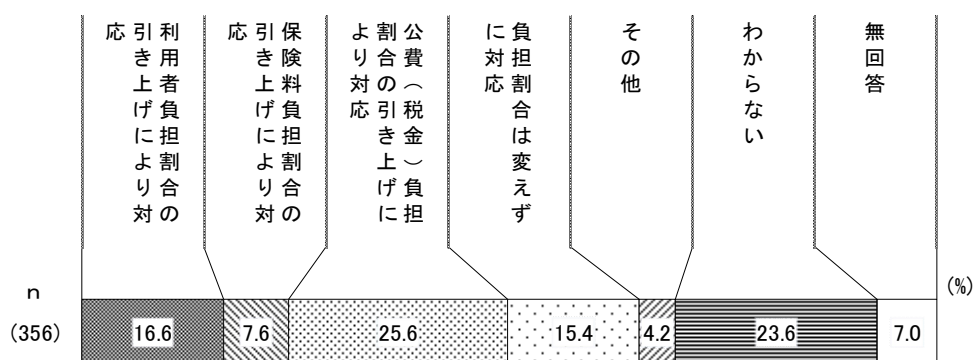 利用者負担割合の
引き上げにより対
応
保険料負担割合の
引き上げにより対
応
公費（税金）負担
割合の引き上げに
より対応
負担割合は変えず
に対応
その他
わからない
無回答
n
(%)
(356)
16.6
7.6
25.6
15.4
4.2
23.6
7.0